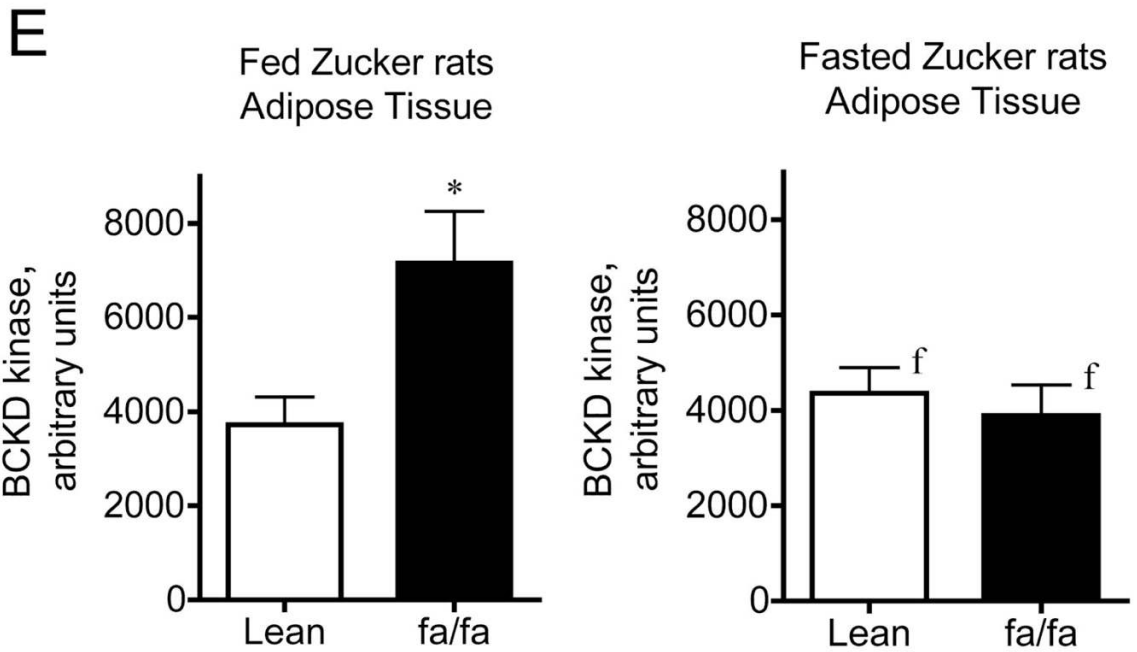 E
Fed Zucker rats
Adipose Tissue
BCKD kinase,
arbitrary units
8000
6000
4000
2000
0
*
Lean
fa/fa
Fasted Zucker rats
Adipose Tissue
BCKD kinase,
arbitrary units
8000
6000
4000
2000
0
f
f
Lean
fa/fa